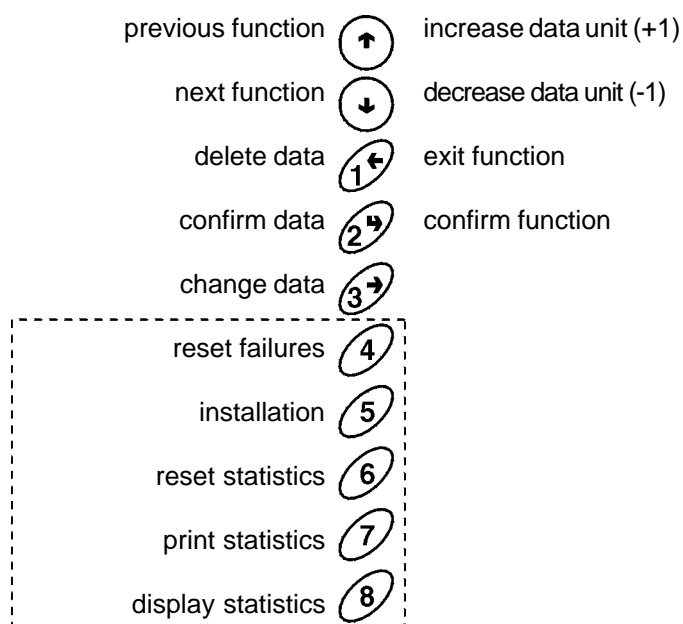 previous function ↑ increase data unit (+1)
next function ↓ decrease data unit (-1)
delete data 1 ← exit function
confirm data 2 ↵ confirm function
change data 3 →
reset failures 4
installation 5
reset statistics 6
print statistics 7
display statistics 8